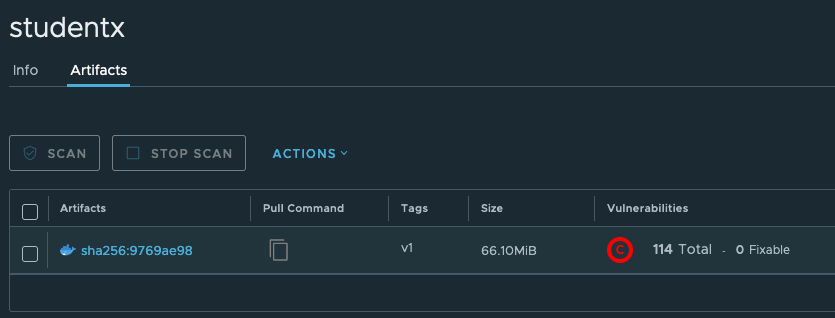 studentx
Info Artifacts
SCAN STOP SCAN ACTIONS
Artifacts Pull Command Tags Size Vulnerabilities
sha256:9769ae98 v1 66.10MiB C 114 Total - 0 Fixable